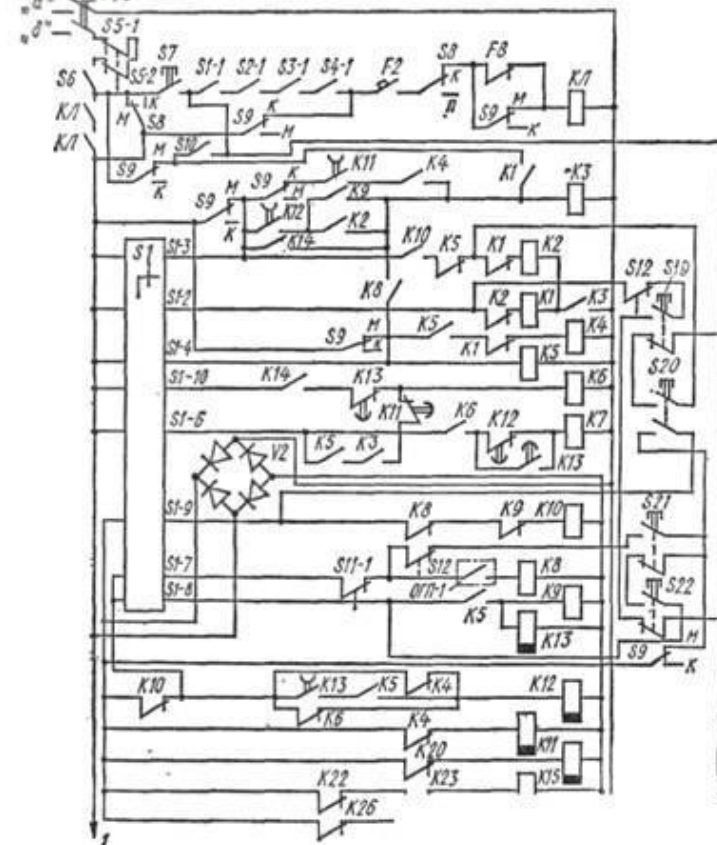 "а"
"б"
S5-1
S5-2 S7 S1-1 S2-1 S3-1 S4-1 F2 S8 F8
S6 К К
КЛ П КЛ
КЛ М S8 S9 К М S9 М К
S10
S9 М К
S9 М К S9 К М К11 К9 К4 К1 К3
К12 К2
К14
S1 S1-3 К10 К5 К1 К2
S1-2 К8 К2 К1 К3 S12 S19
S1-4 S9 М К К5 К1 К4
К5
S1-10 К14 К13 К6 S20
S1-6 К11 К6 К12 К7
К5 К3 К13
V2
S1-9 К8 К9 К10 S21
S1-7 S11-1 S12 К8
S1-8 ОГП-1 К5 К9 S22
К13
S9 М К
К10 К13 К5 К4 К12
К6
К4 К11
К20
К22 К23 К15
К26
1